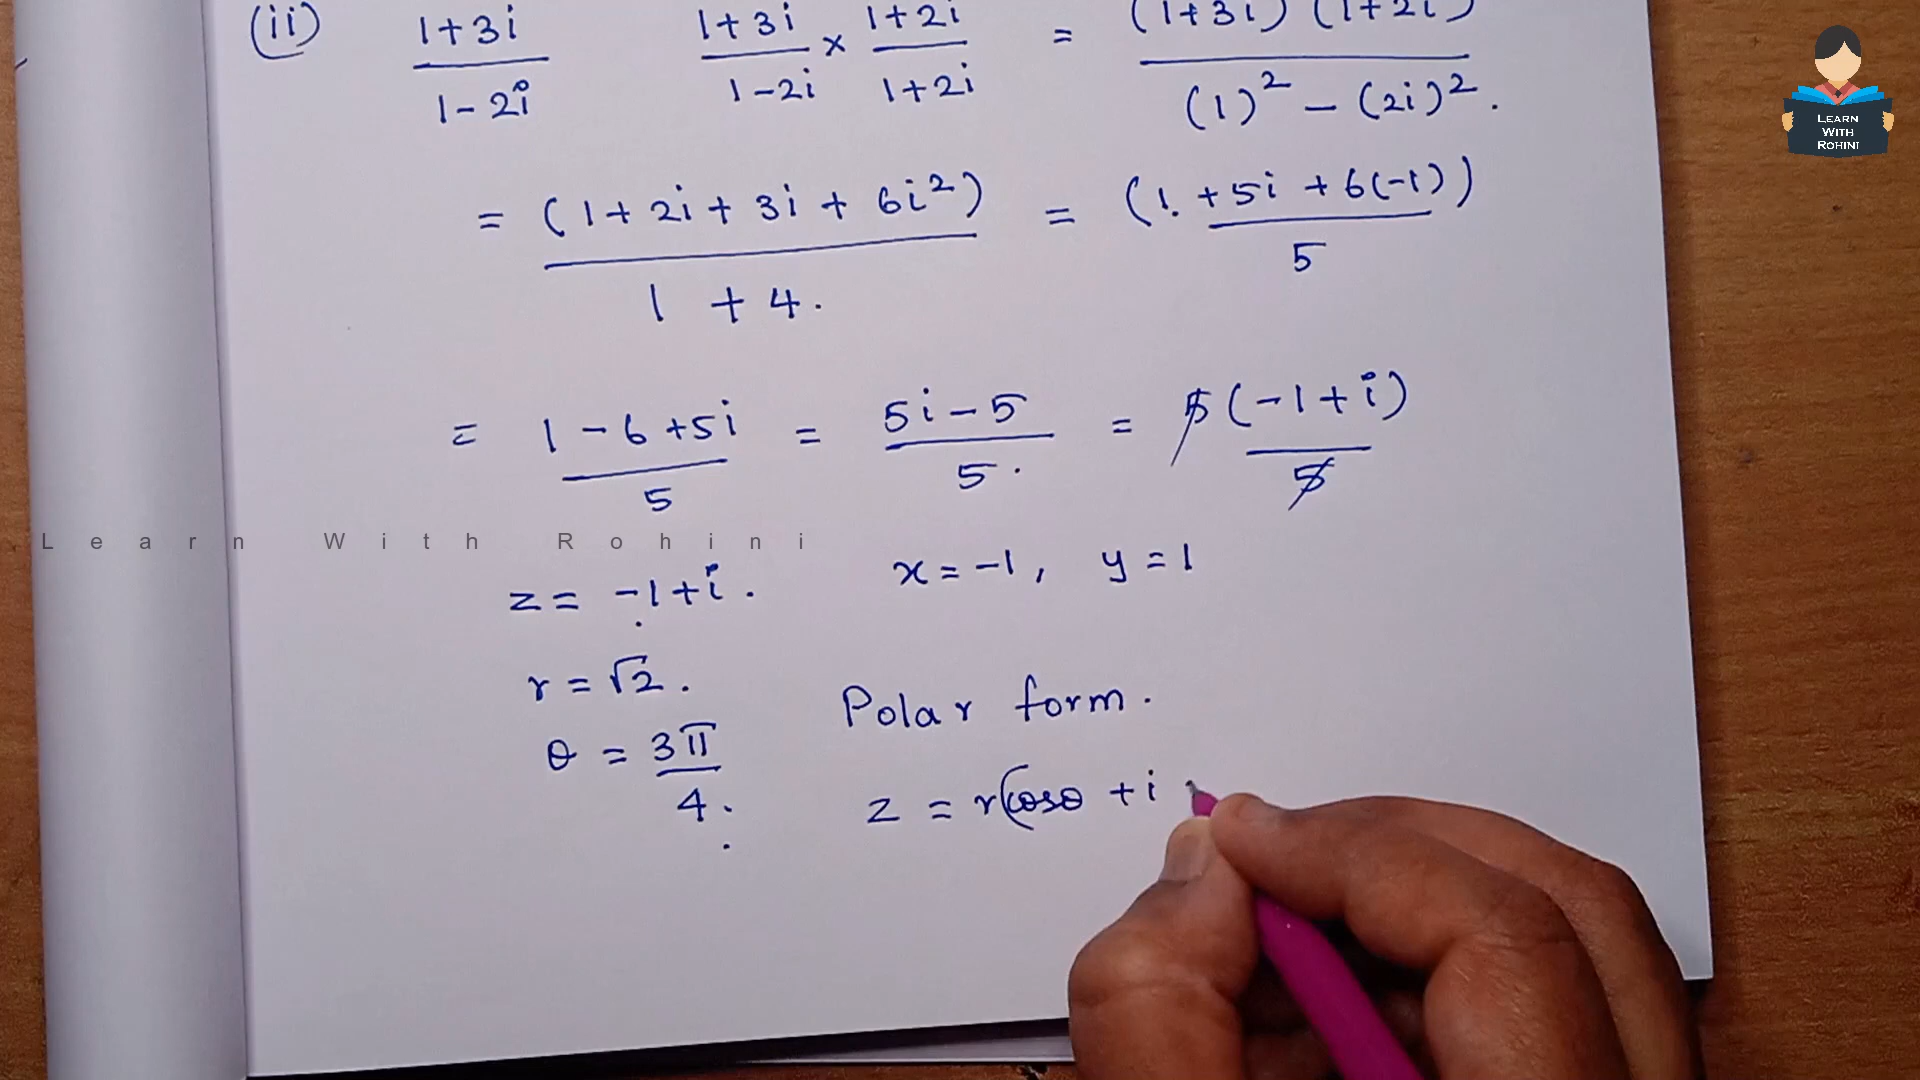 (ii) 1+3i / 1-2i    1+3i / 1-2i × 1+2i / 1+2i = (1+3i) (1+2i) / (1)² - (2i)².
= (1+2i+3i+6i²) / 1 + 4. = (1. +5i +6(-1)) / 5
= 1-6+5i / 5 = 5i-5 / 5. = 5(-1+i) / 5
Learn With Rohini
z = -1+i. x = -1, y = 1
r = √2. Polar form.
θ = 3π / 4. z = r(cosθ + i
LEARN
WITH
ROHINI